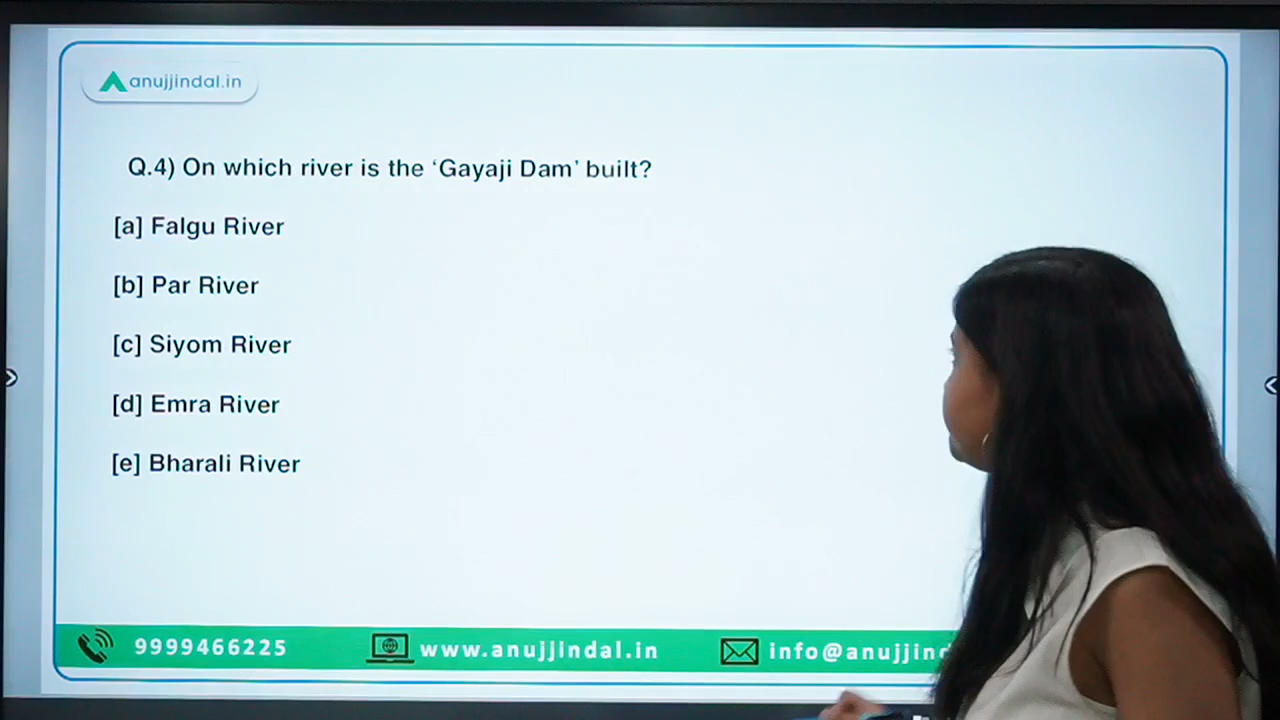 anujjindal.in
Q.4) On which river is the ‘Gayaji Dam’ built?
[a] Falgu River
[b] Par River
[c] Siyom River
[d] Emra River
[e] Bharali River
9999466225 www.anujjindal.in info@anujjind